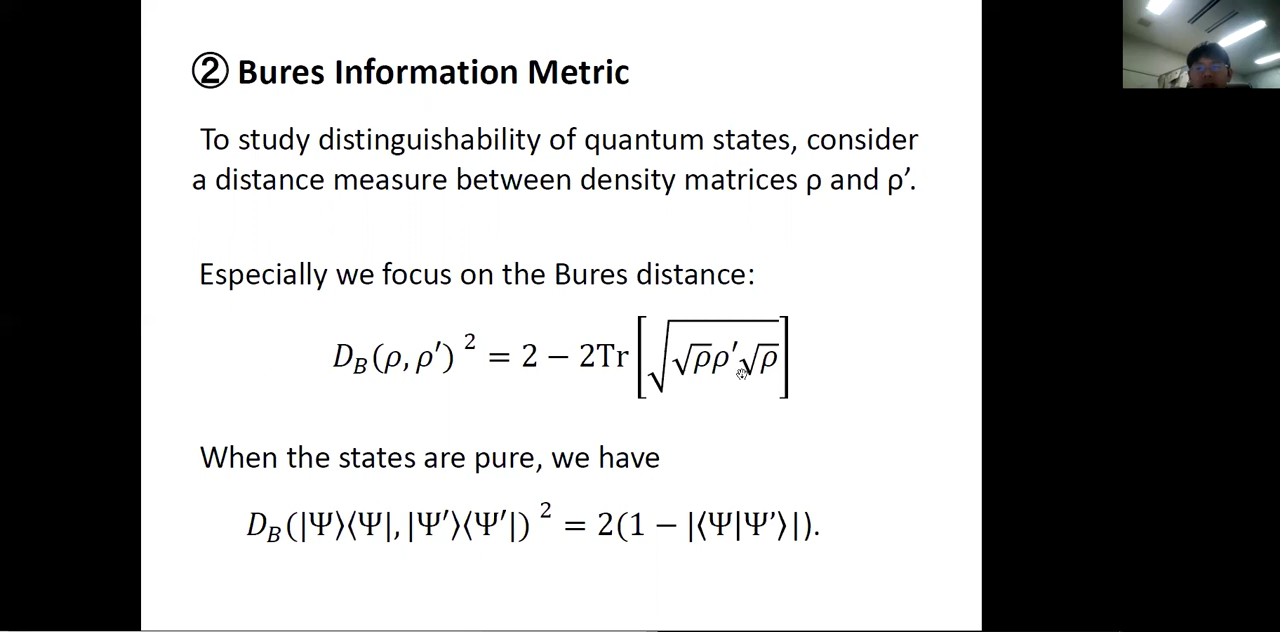 ② Bures Information Metric
To study distinguishability of quantum states, consider
a distance measure between density matrices ρ and ρ’.
Especially we focus on the Bures distance:
D_B(ρ, ρ′)² = 2 − 2Tr[√(√ρρ′√ρ)]
When the states are pure, we have
D_B(|Ψ⟩⟨Ψ|, |Ψ′⟩⟨Ψ′|)² = 2(1 − |⟨Ψ|Ψ’⟩|).